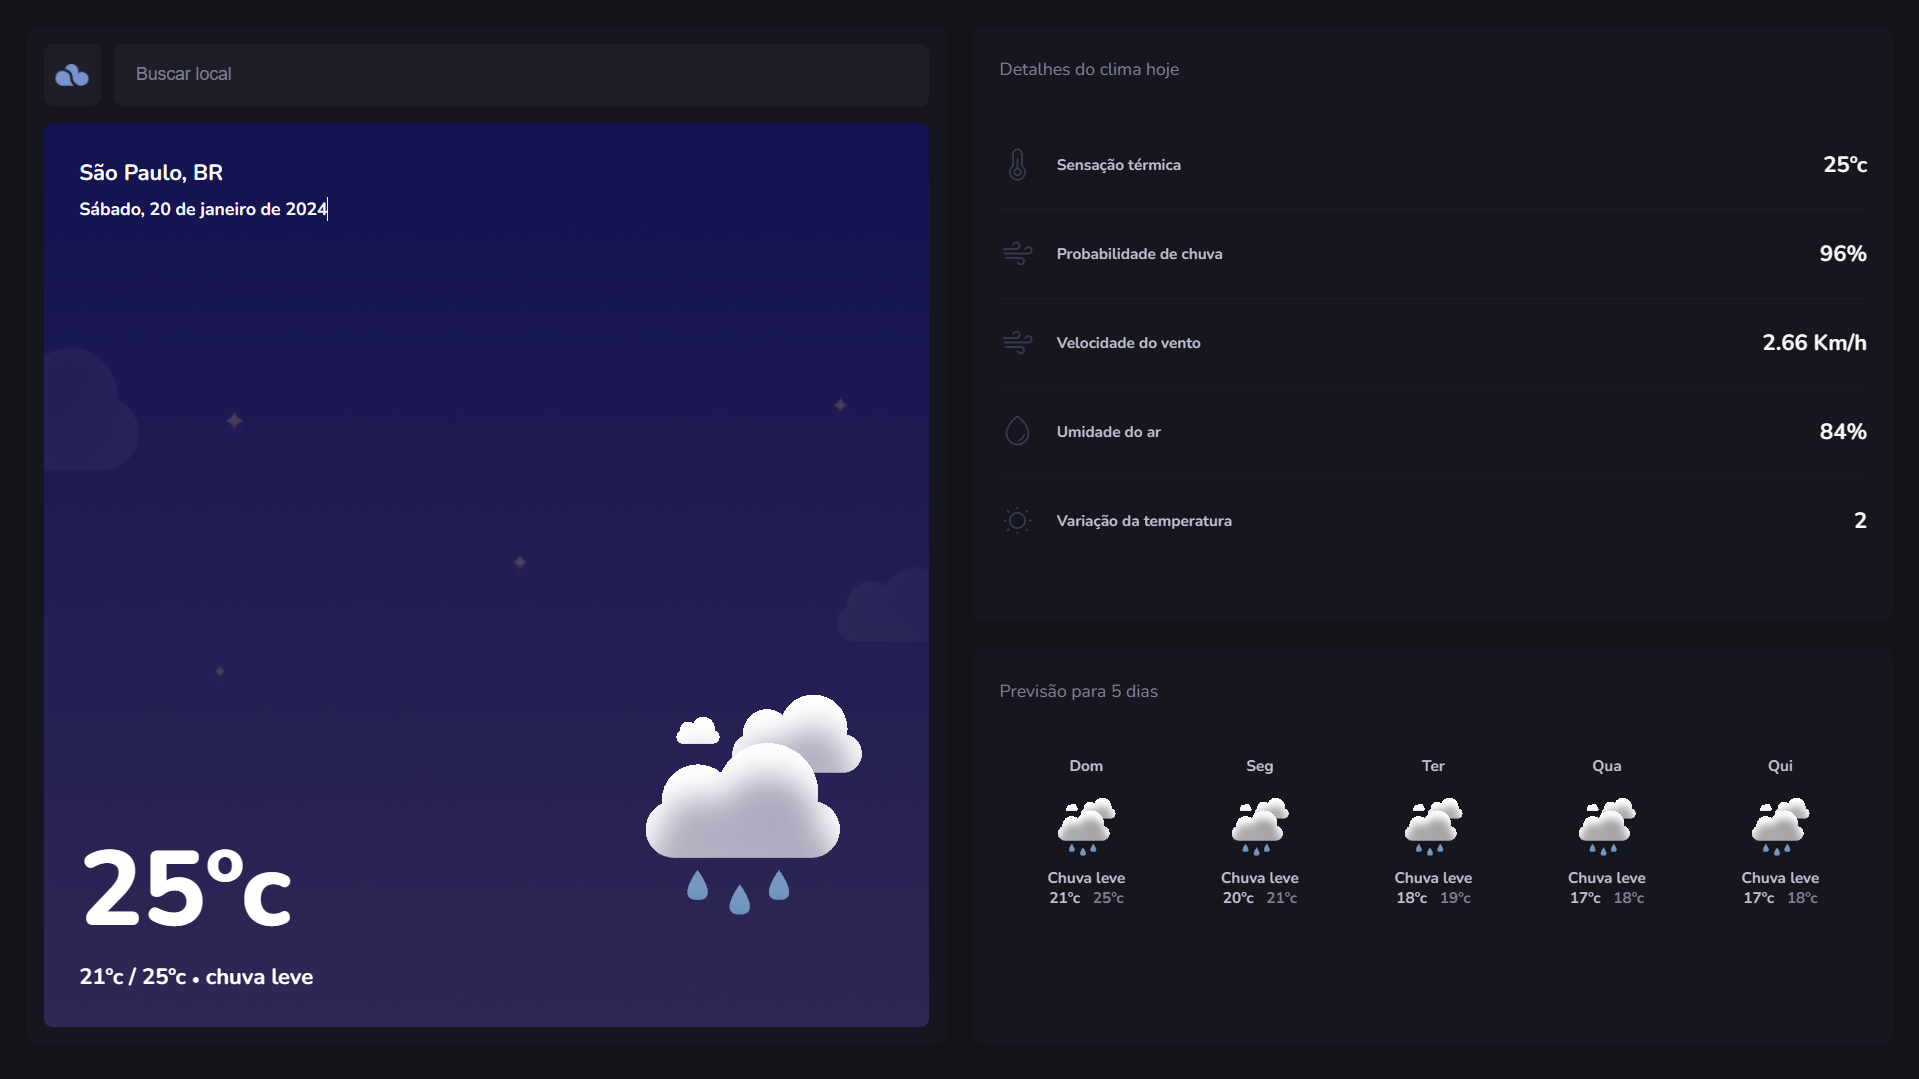 Buscar local
São Paulo, BR
Sábado, 20 de janeiro de 2024
25ºc
21ºc / 25ºc • chuva leve
Detalhes do clima hoje
Sensação térmica 25ºc
Probabilidade de chuva 96%
Velocidade do vento 2.66 Km/h
Umidade do ar 84%
Variação da temperatura 2
Previsão para 5 dias
Dom Seg Ter Qua Qui
Chuva leve Chuva leve Chuva leve Chuva leve Chuva leve
21ºc 25ºc 20ºc 21ºc 18ºc 19ºc 17ºc 18ºc 17ºc 18ºc